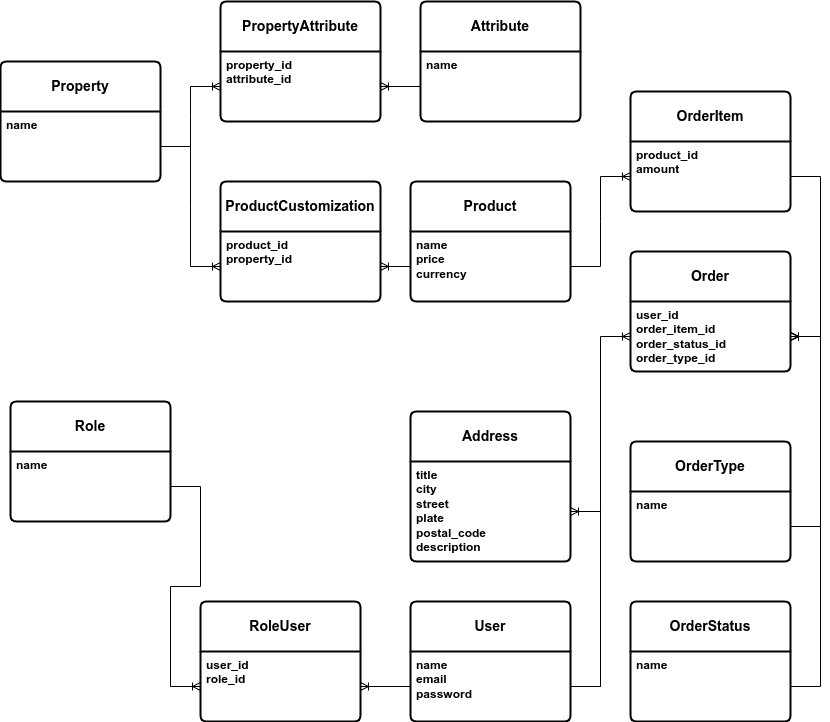 PropertyAttribute
property_id
attribute_id
Attribute
name
Property
name
OrderItem
product_id
amount
ProductCustomization
product_id
property_id
Product
name
price
currency
Order
user_id
order_item_id
order_status_id
order_type_id
Role
name
Address
title
city
street
plate
postal_code
description
OrderType
name
RoleUser
user_id
role_id
User
name
email
password
OrderStatus
name